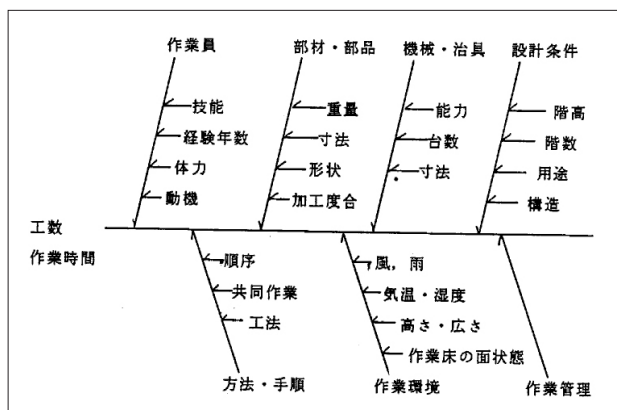 作業員
部材・部品
機械・治具
設計条件
技能
経験年数
体力
動機
重量
寸法
形状
加工度合
能力
台数
寸法
階高
階数
用途
構造
工数
作業時間
順序
共同作業
工法
風，雨
気温・湿度
高さ・広さ
作業床の面状態
方法・手順
作業環境
作業管理